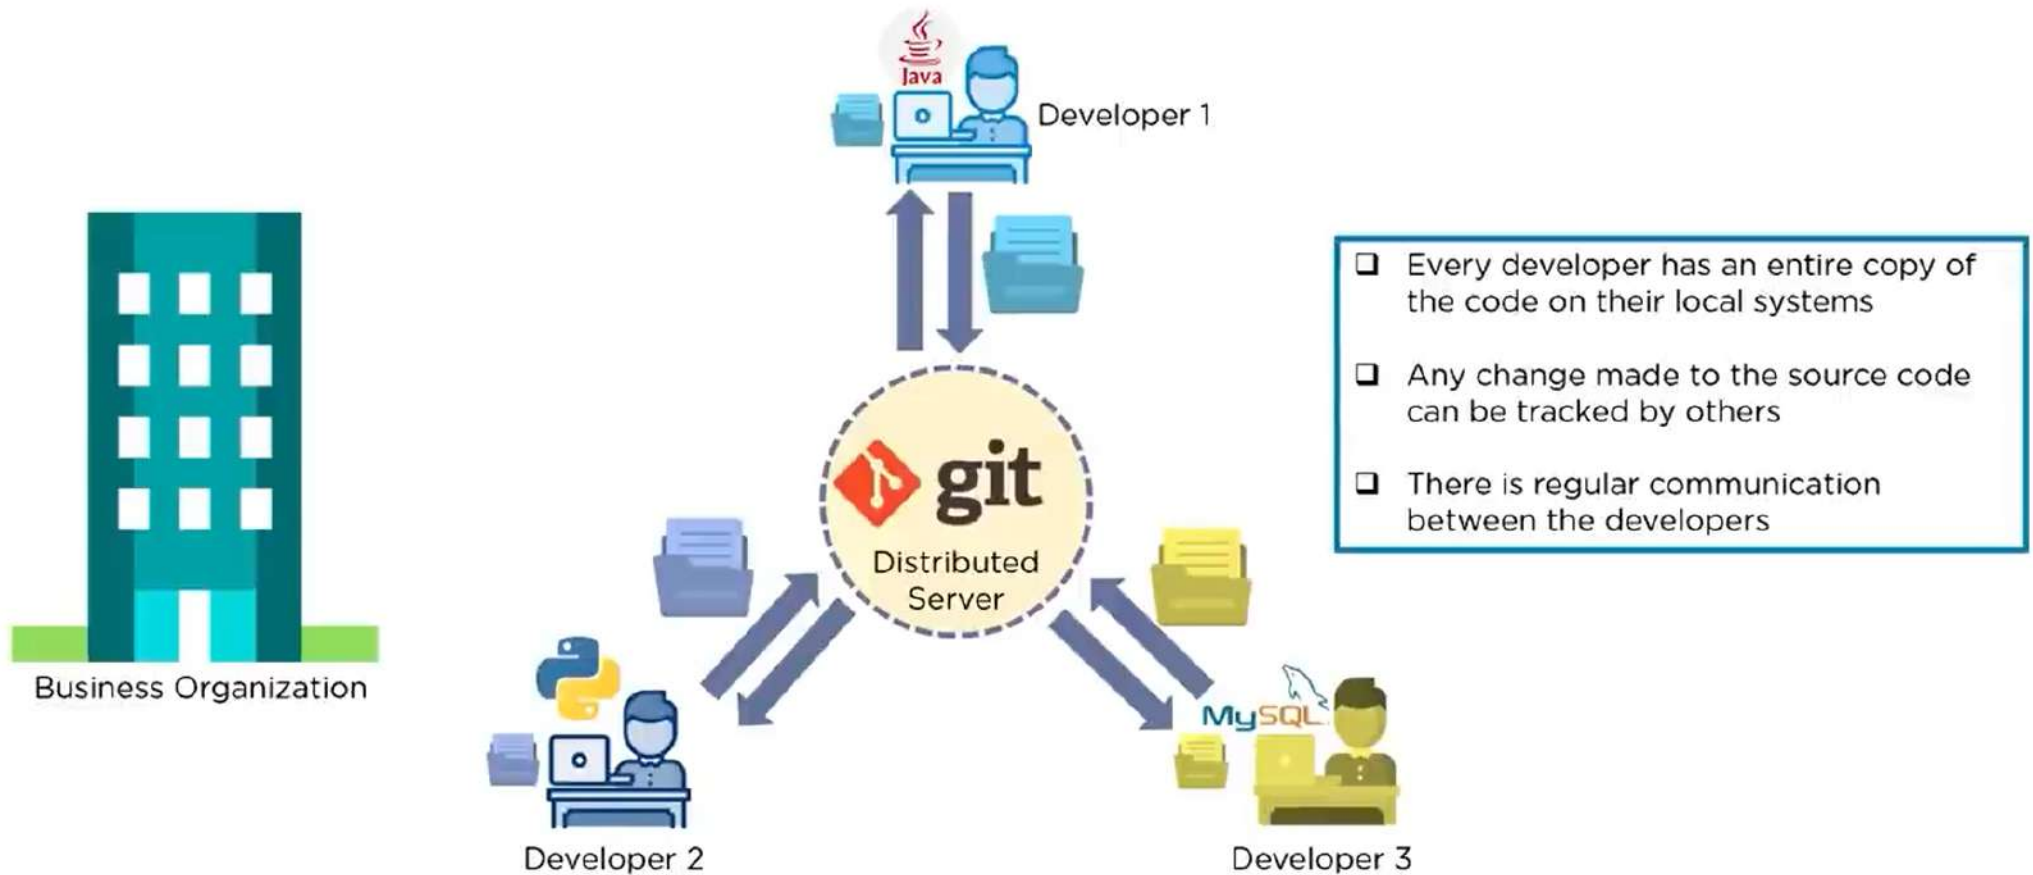 Java
Developer 1
Every developer has an entire copy of
the code on their local systems
Any change made to the source code
can be tracked by others
There is regular communication
between the developers
git
Distributed
Server
Business Organization
MySQL
Developer 2
Developer 3